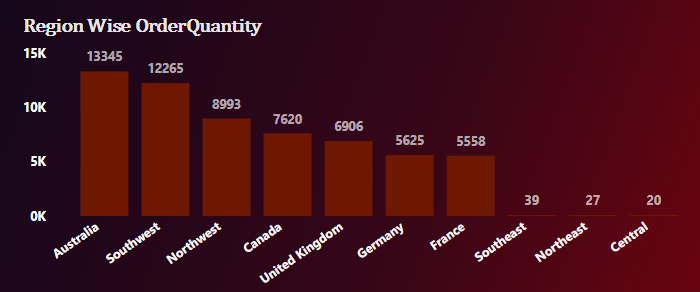 Region Wise OrderQuantity
15K
10K
5K
0K
13345
12265
8993
7620
6906
5625
5558
39
27
20
Australia
Southwest
Northwest
Canada
United Kingdom
Germany
France
Southeast
Northeast
Central